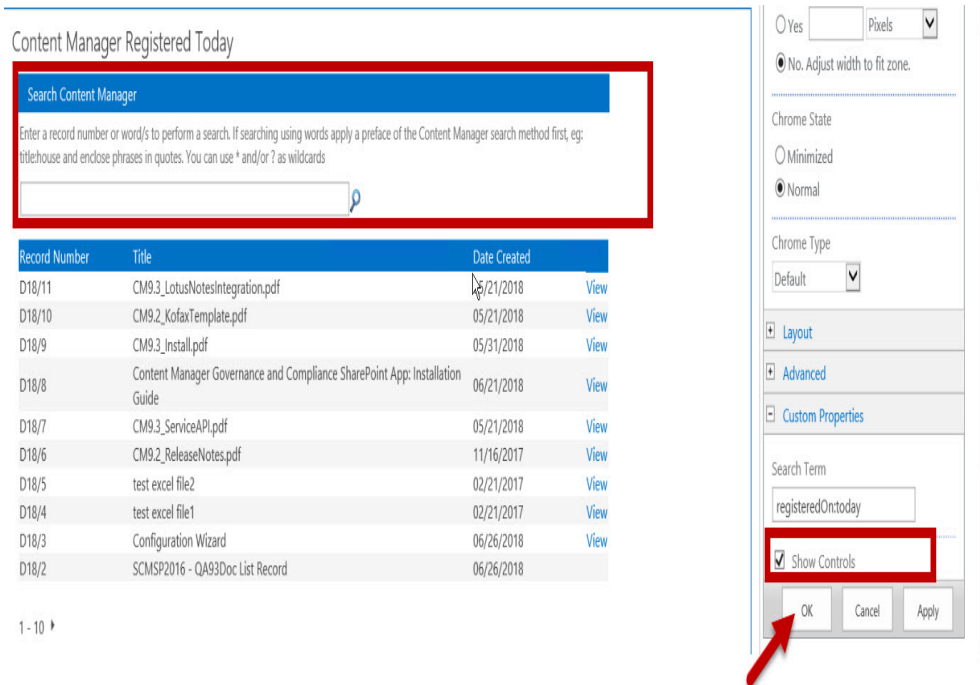 Content Manager Registered Today
Search Content Manager
Enter a record number or word/s to perform a search. If searching using words apply a preface of the Content Manager search method first, eg:
title:house and enclose phrases in quotes. You can use * and/or ? as wildcards
Record Number Title Date Created
D18/11 CM9.3_LotusNotesIntegration.pdf 5/21/2018 View
D18/10 CM9.2_KofaxTemplate.pdf 05/21/2018 View
D18/9 CM9.3_Install.pdf 05/31/2018 View
D18/8 Content Manager Governance and Compliance SharePoint App: Installation
Guide 06/21/2018 View
D18/7 CM9.3_ServiceAPI.pdf 05/21/2018 View
D18/6 CM9.2_ReleaseNotes.pdf 11/16/2017 View
D18/5 test excel file2 02/21/2017 View
D18/4 test excel file1 02/21/2017 View
D18/3 Configuration Wizard 06/26/2018 View
D18/2 SCMSP2016 - QA93Doc List Record 06/26/2018
1 - 10
Yes Pixels
No. Adjust width to fit zone.
Chrome State
Minimized
Normal
Chrome Type
Default
Layout
Advanced
Custom Properties
Search Term
registeredOn:today
Show Controls
OK Cancel Apply